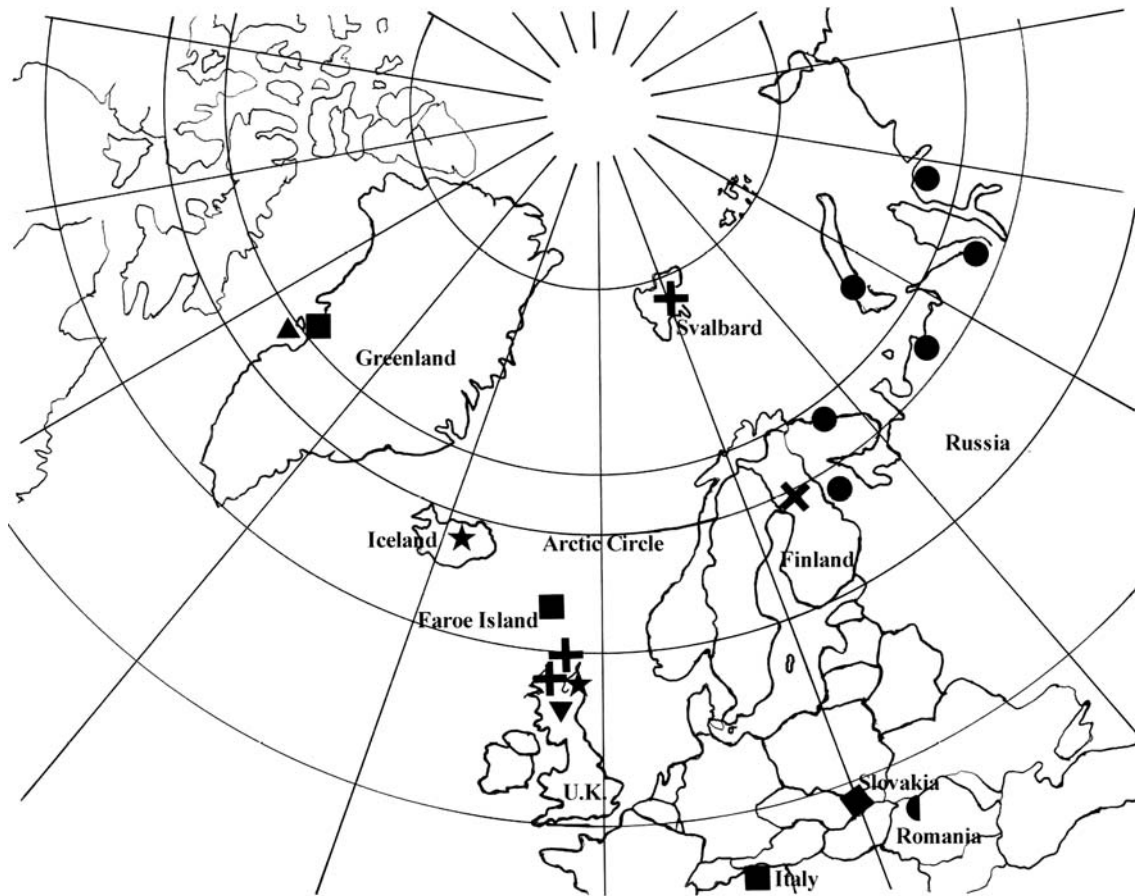 Svalbard
Greenland
Russia
Iceland
Arctic Circle
Finland
Faroe Island
Slovakia
U.K.
Romania
Italy